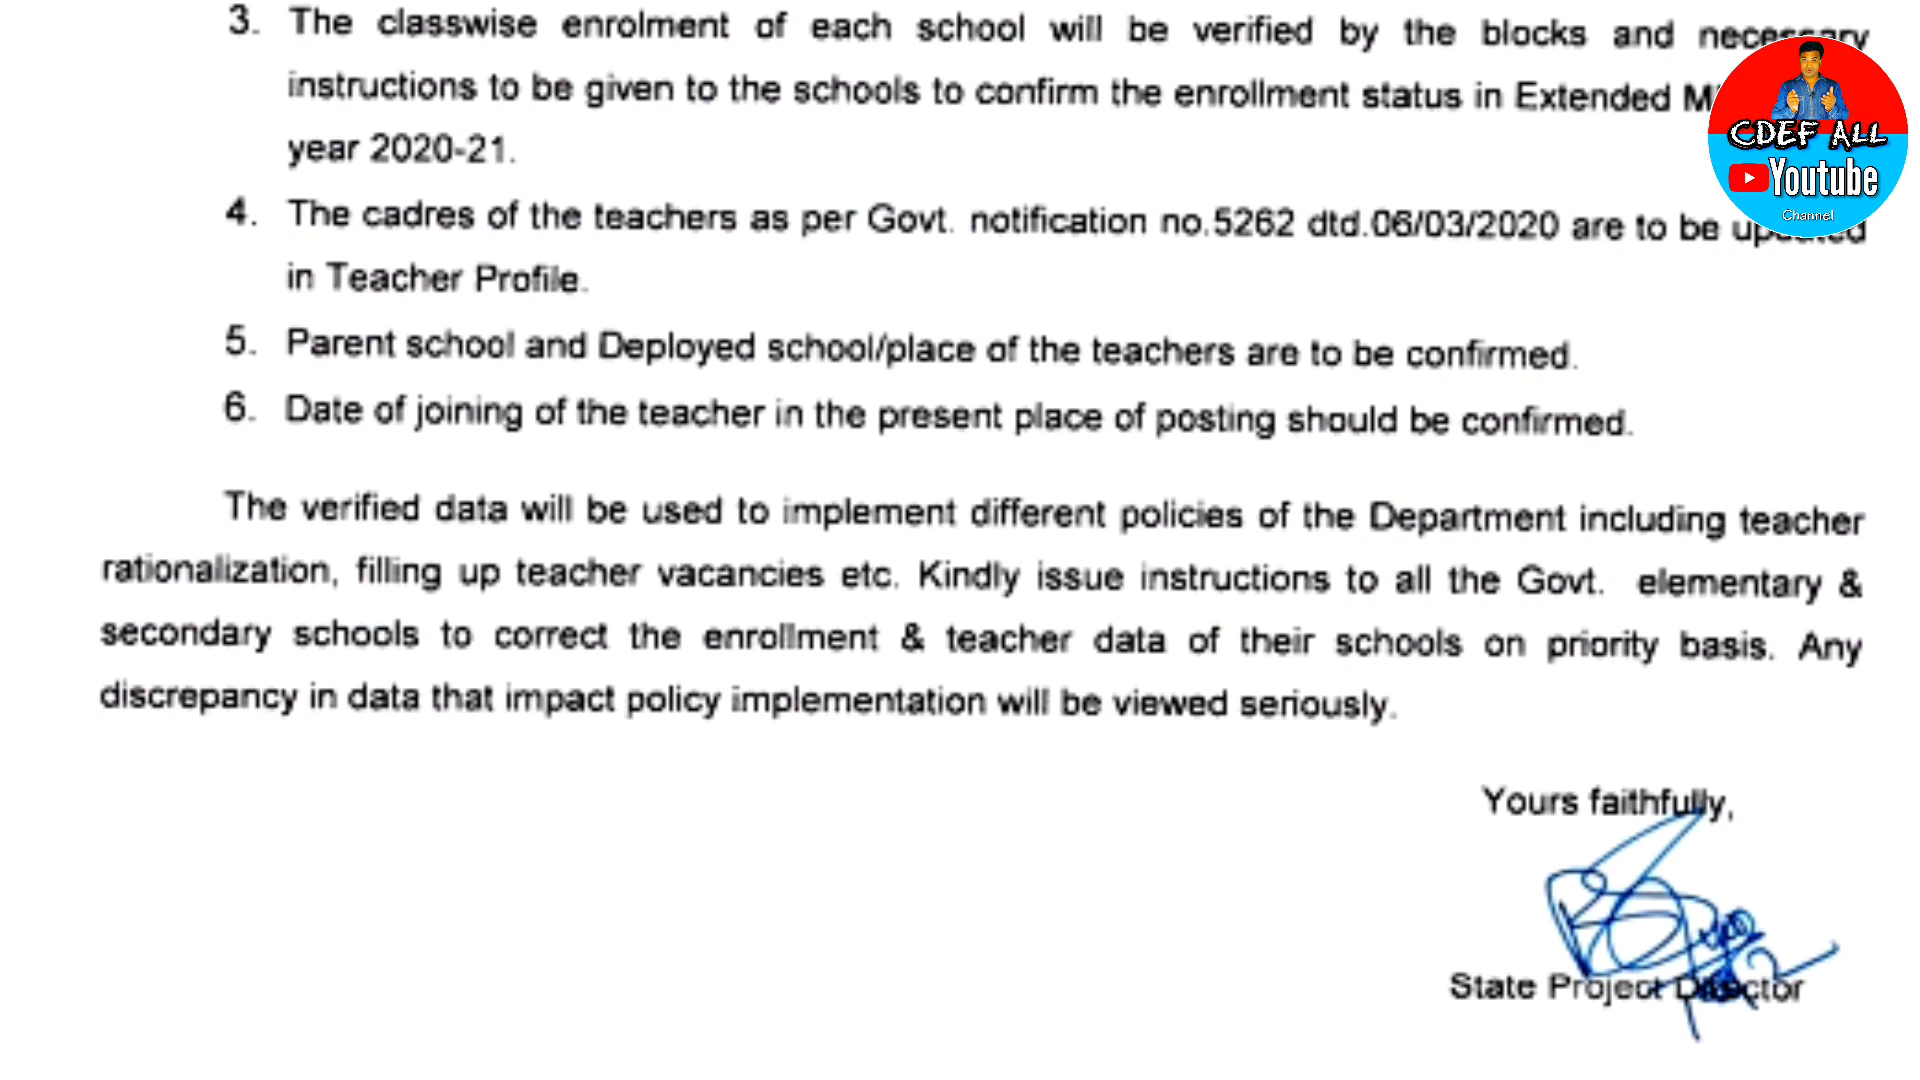 3. The classwise enrolment of each school will be verified by the blocks and necessary
instructions to be given to the schools to confirm the enrollment status in Extended
year 2020-21.
4. The cadres of the teachers as per Govt. notification no.5262 dtd.06/03/2020 are to be updated
in Teacher Profile.
5. Parent school and Deployed school/place of the teachers are to be confirmed.
6. Date of joining of the teacher in the present place of posting should be confirmed.
The verified data will be used to implement different policies of the Department including teacher
rationalization, filling up teacher vacancies etc. Kindly issue instructions to all the Govt. elementary &
secondary schools to correct the enrollment & teacher data of their schools on priority basis. Any
discrepancy in data that impact policy implementation will be viewed seriously.
Yours faithfully,
State Project Director
CDEF ALL
Youtube
Channel